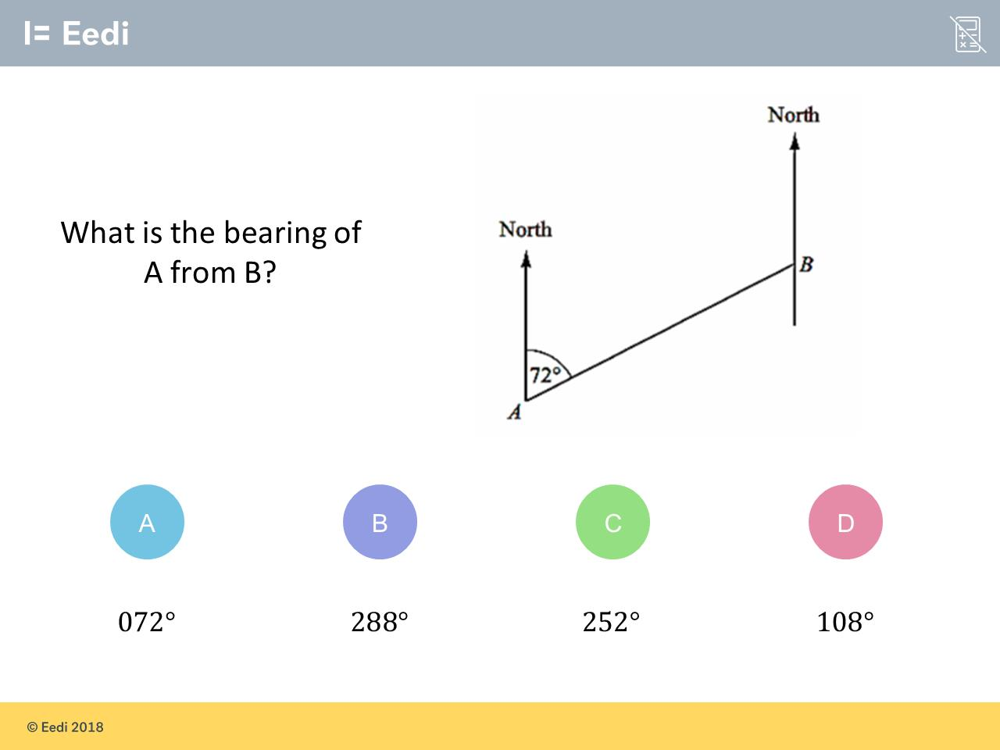 Eedi
What is the bearing of
A from B?
North
North
B
72°
A
A
B
C
D
072°
288°
252°
108°
© Eedi 2018